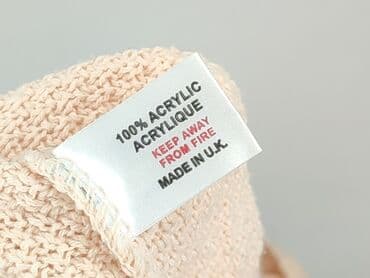 100% ACRYLIC
ACRYLIQUE
KEEP AWAY
FROM FIRE
MADE IN U.K.